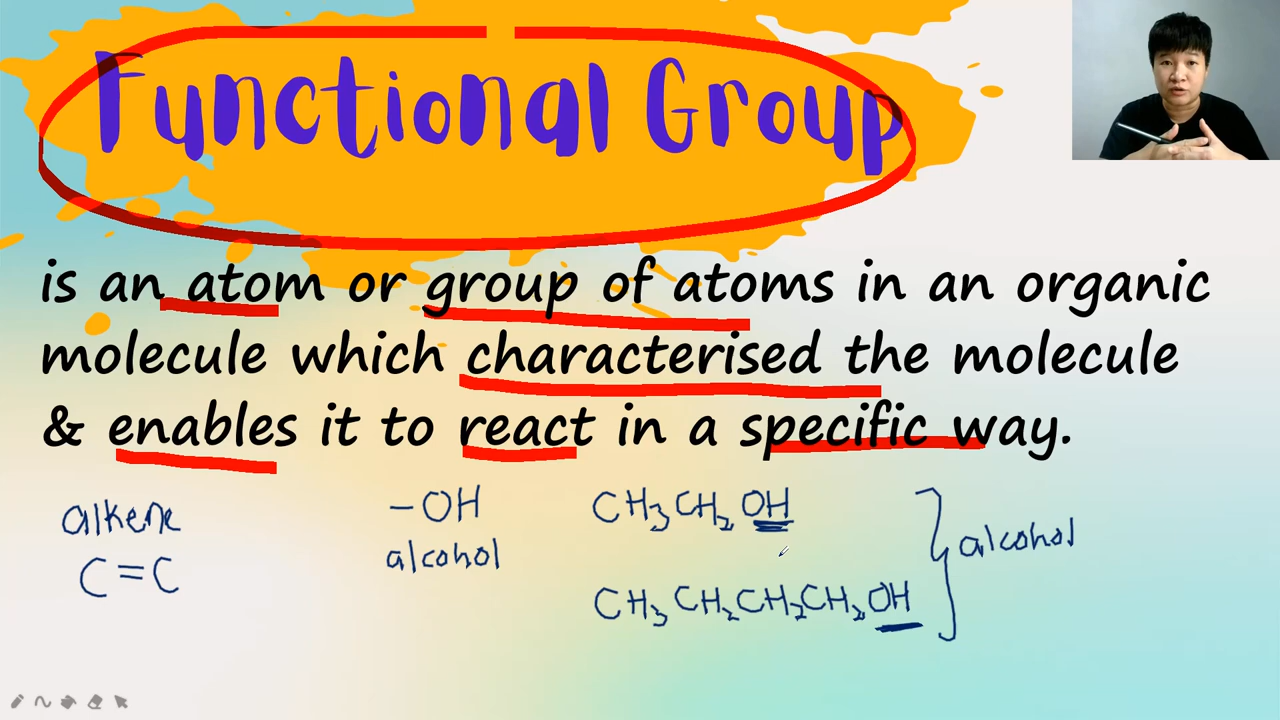 Functional Group
is an atom or group of atoms in an organic
molecule which characterised the molecule
& enables it to react in a specific way.
alkene
C=C
-OH
alcohol
CH₃CH₂OH
CH₃CH₂CH₂CH₂OH
alcohol